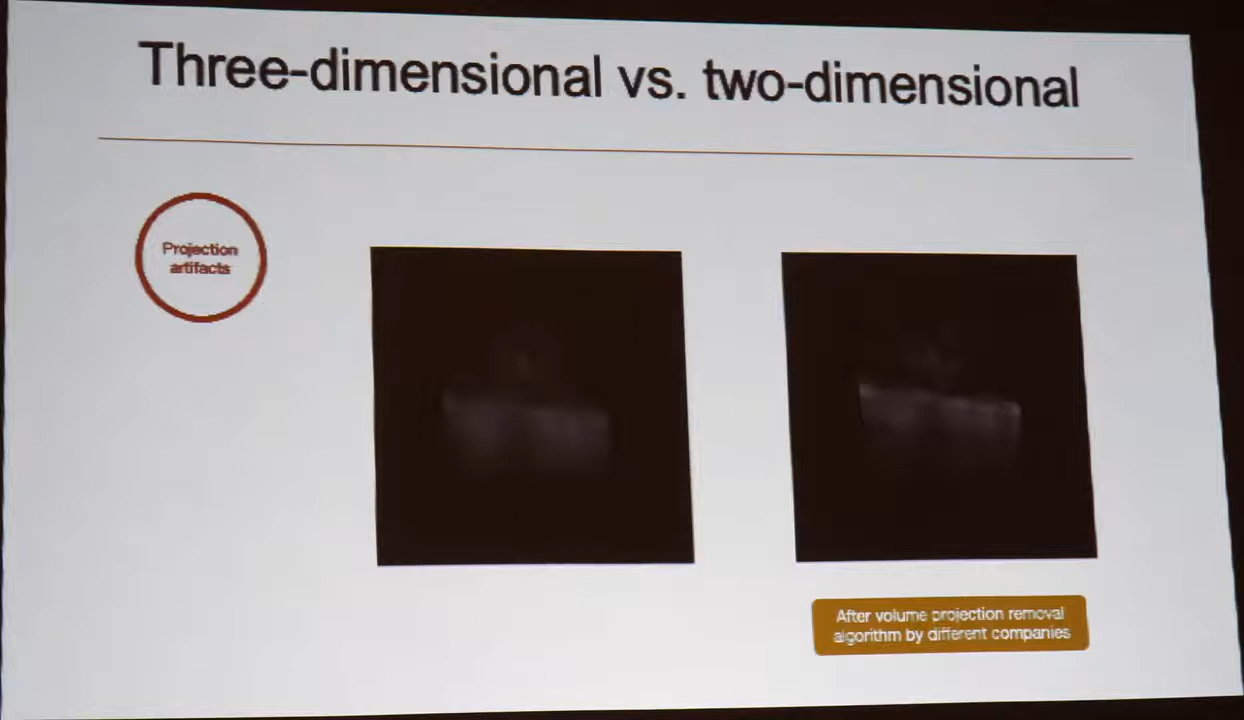 Three-dimensional vs. two-dimensional
Projection
artifacts
After volume projection removal
algorithm by different companies